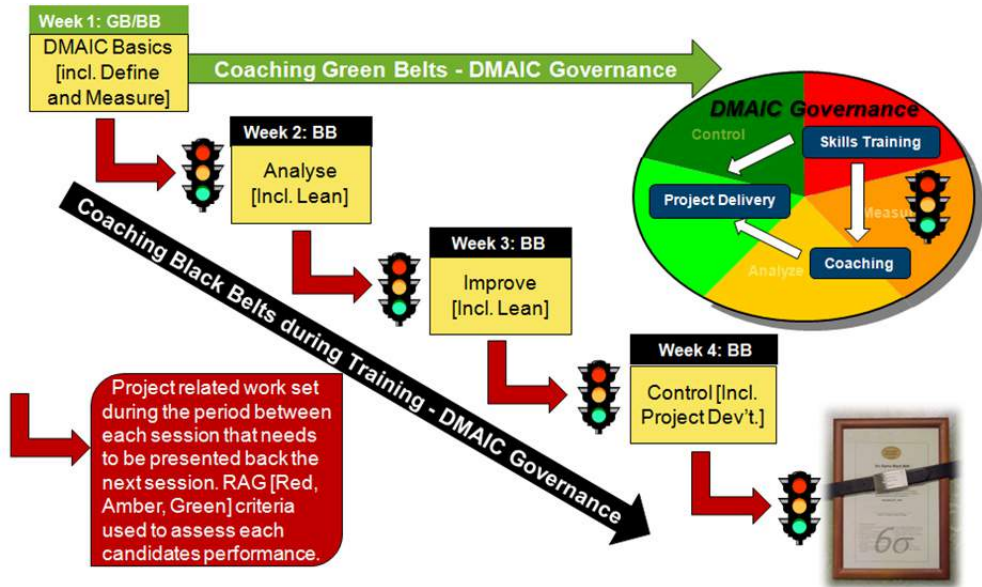 Week 1: GB/BB
DMAIC Basics
[incl. Define
and Measure]
Coaching Green Belts - DMAIC Governance
Week 2: BB
Analyse
[Incl. Lean]
Week 3: BB
Improve
[Incl. Lean]
Week 4: BB
Control [Incl.
Project Dev't.]
Coaching Black Belts during Training - DMAIC Governance
DMAIC Governance
Control
Skills Training
Project Delivery
Analyze
Coaching
Project related work set
during the period between
each session that needs
to be presented back the
next session. RAG [Red,
Amber, Green] criteria
used to assess each
candidates performance.
6σ